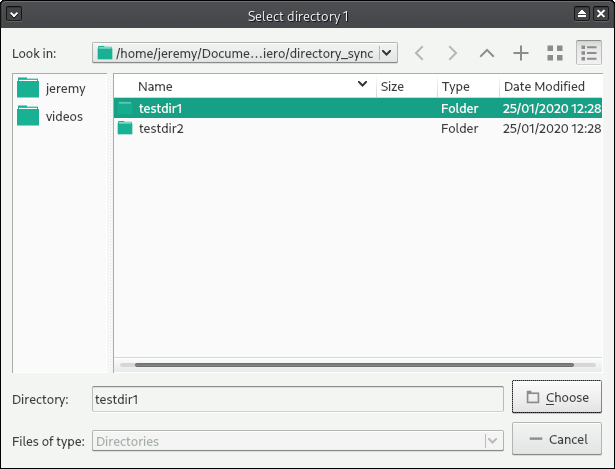 Select directory 1
Look in: /home/jeremy/Docume...iero/directory_sync
jeremy
videos
Name Size Type Date Modified
testdir1 Folder 25/01/2020 12:28
testdir2 Folder 25/01/2020 12:28
Directory: testdir1
Choose
Files of type: Directories
Cancel